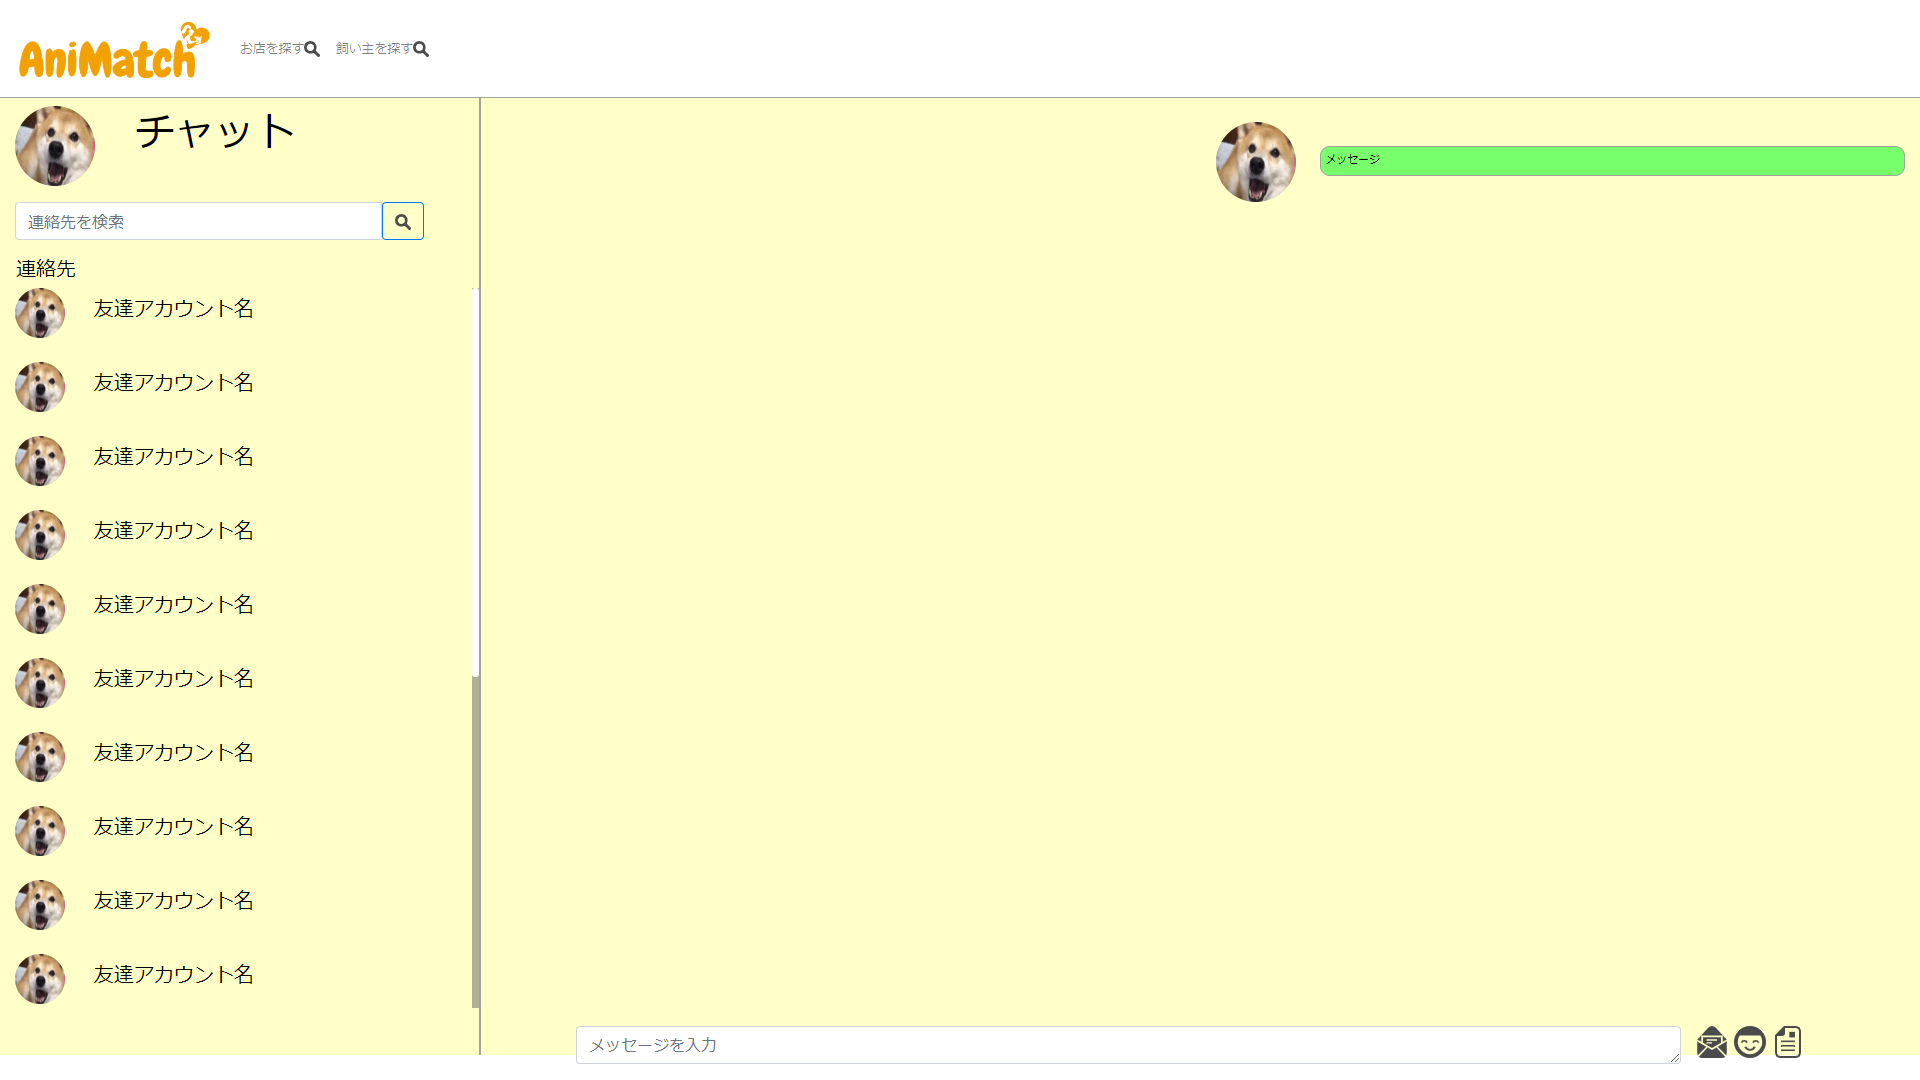 AniMatch
お店を探す 飼い主を探す
チャット
メッセージ
連絡先を検索
連絡先
友達アカウント名
友達アカウント名
友達アカウント名
友達アカウント名
友達アカウント名
友達アカウント名
友達アカウント名
友達アカウント名
友達アカウント名
友達アカウント名
メッセージを入力